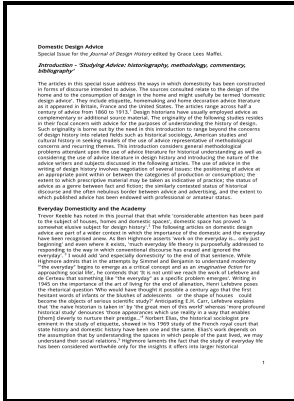 Domestic Design Advice
Special Issue for the Journal of Design History edited by Grace Lees Maffei.
Introduction – 'Studying Advice: historiography, methodology, commentary,
bibliography'
The articles in this special issue address the ways in which domesticity has been constructed
in forms of discourse intended to advise. The sources consulted relate to the design of the
home and to the consumption of design in the home and might usefully be termed 'domestic
design advice'. They include etiquette, homemaking and home decoration advice literature
as it appeared in Britain, France and the United States. The articles range across half a
century of advice from 1860 to 1913.¹ Design historians have usually employed advice as
complementary or additional source material. The originality of the following studies resides
in their focal concern with advice for the purposes of understanding the history of design.
Such originality is borne out by the need in this introduction to range beyond the concerns
of design history into related fields such as historical sociology, American studies and
cultural history in seeking models of the use of advice representative of methodological
concerns and recurring themes. This introduction considers general methodological
problems attendant upon the use of advice literature for historical understanding as well as
considering the use of advice literature in design history and introducing the nature of the
advice writers and subjects discussed in the following articles. The use of advice in the
writing of design history involves negotiation of several issues: the positioning of advice at
an appropriate point within or between the categories of production or consumption; the
extent to which prescriptive material may be taken as indicative of practice; the status of
advice as a genre between fact and fiction; the similarly contested status of historical
discourse and the often nebulous border between advice and advertising, and the extent to
which published advice has been endowed with professional or amateur status.
Everyday Domesticity and the Academy
Trevor Keeble has noted in this journal that while 'considerable attention has been paid
to the subject of houses, homes and domestic space', domestic space has proved 'a
somewhat elusive subject for design history'.² The following articles on domestic design
advice are part of a wider context in which the importance of the domestic and the everyday
have been recognised anew. As Ben Highmore asserts 'work on the everyday is... only just
beginning' and even where it exists, 'much everyday life theory is purposefully addressed to
responding to the way in which conventional discourse has erased and ignored the
everyday'. ³ I would add 'and especially domesticity' to the end of that sentence. While
Highmore admits that in the attempts by Simmel and Benjamin to understand modernity
'"the everyday" begins to emerge as a critical concept and as an imaginative fiction for
approaching social life', he contends that 'It is not until we reach the work of Lefebvre and
de Certeau that something like "the everyday" as a specific problem emerges'. Writing in
1945 on the importance of the art of living for the end of alienation, Henri Lefebvre poses
the rhetorical question 'Who would have thought it possible a century ago that the first
hesitant words of infants or the blushes of adolescents or the shape of houses could
become the objects of serious scientific study?' Anticipating E.H. Carr, Lefebvre explains
that 'the naive historian is taken in' by 'the great men of this world' whereas 'more profound
historical study' denounces 'those appearances which use reality in a way that enables
[them] cleverly to nurture their prestige...'⁴ Norbert Elias, the historical sociologist pre
eminent in the study of etiquette, showed in his 1969 study of the French royal court that
state history and domestic history have been one and the same. Elias's work depends on
the assumption that by understanding the spaces in which people of the past lived, we may
understand their social relations.⁵ Highmore laments the fact that the study of everyday life
has been considered worthwhile only for the insights it affers into larger historical
1